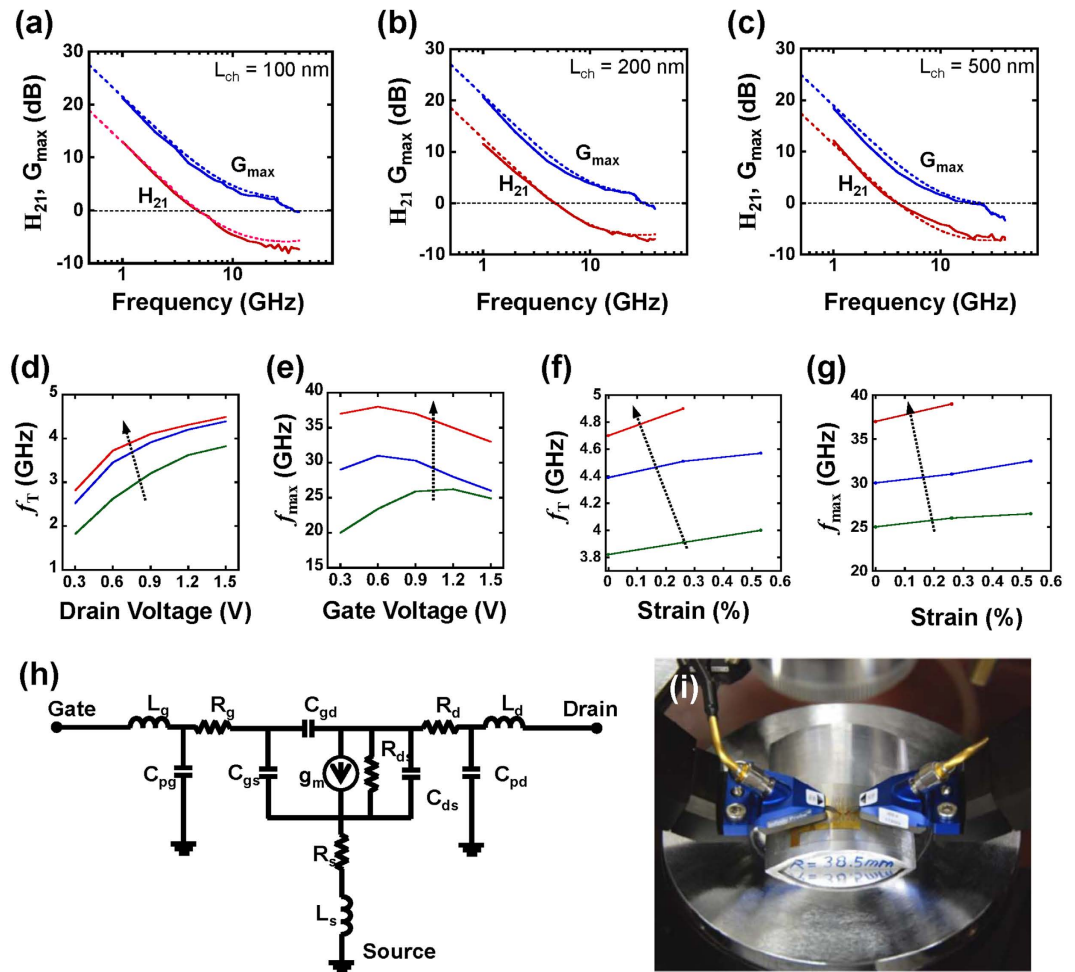 (a)
(b)
(c)
H21, Gmax (dB)
30
20
10
0
-10
1
10
Lch = 100 nm
Gmax
H21
Frequency (GHz)
H21, Gmax (dB)
30
20
10
0
-10
1
10
Lch = 200 nm
Gmax
H21
Frequency (GHz)
H21, Gmax (dB)
30
20
10
0
-10
1
10
Lch = 500 nm
Gmax
H21
Frequency (GHz)
(d)
fT (GHz)
5
4
3
2
1
0.3 0.6 0.9 1.2 1.5
Drain Voltage (V)
(e)
fmax (GHz)
40
35
30
25
20
15
0.3 0.6 0.9 1.2 1.5
Gate Voltage (V)
(f)
fT (GHz)
5
4.8
4.6
4.4
4.2
4
3.8
0 0.1 0.2 0.3 0.4 0.5 0.6
Strain (%)
(g)
fmax (GHz)
40
35
30
25
20
0 0.1 0.2 0.3 0.4 0.5 0.6
Strain (%)
(h)
Gate
Lg
Rg
Cgd
Rd
Ld
Drain
Cpg
Cgs
gm
Rds
Cds
Cpd
Rs
Ls
Source
(i)
R=38.5mm